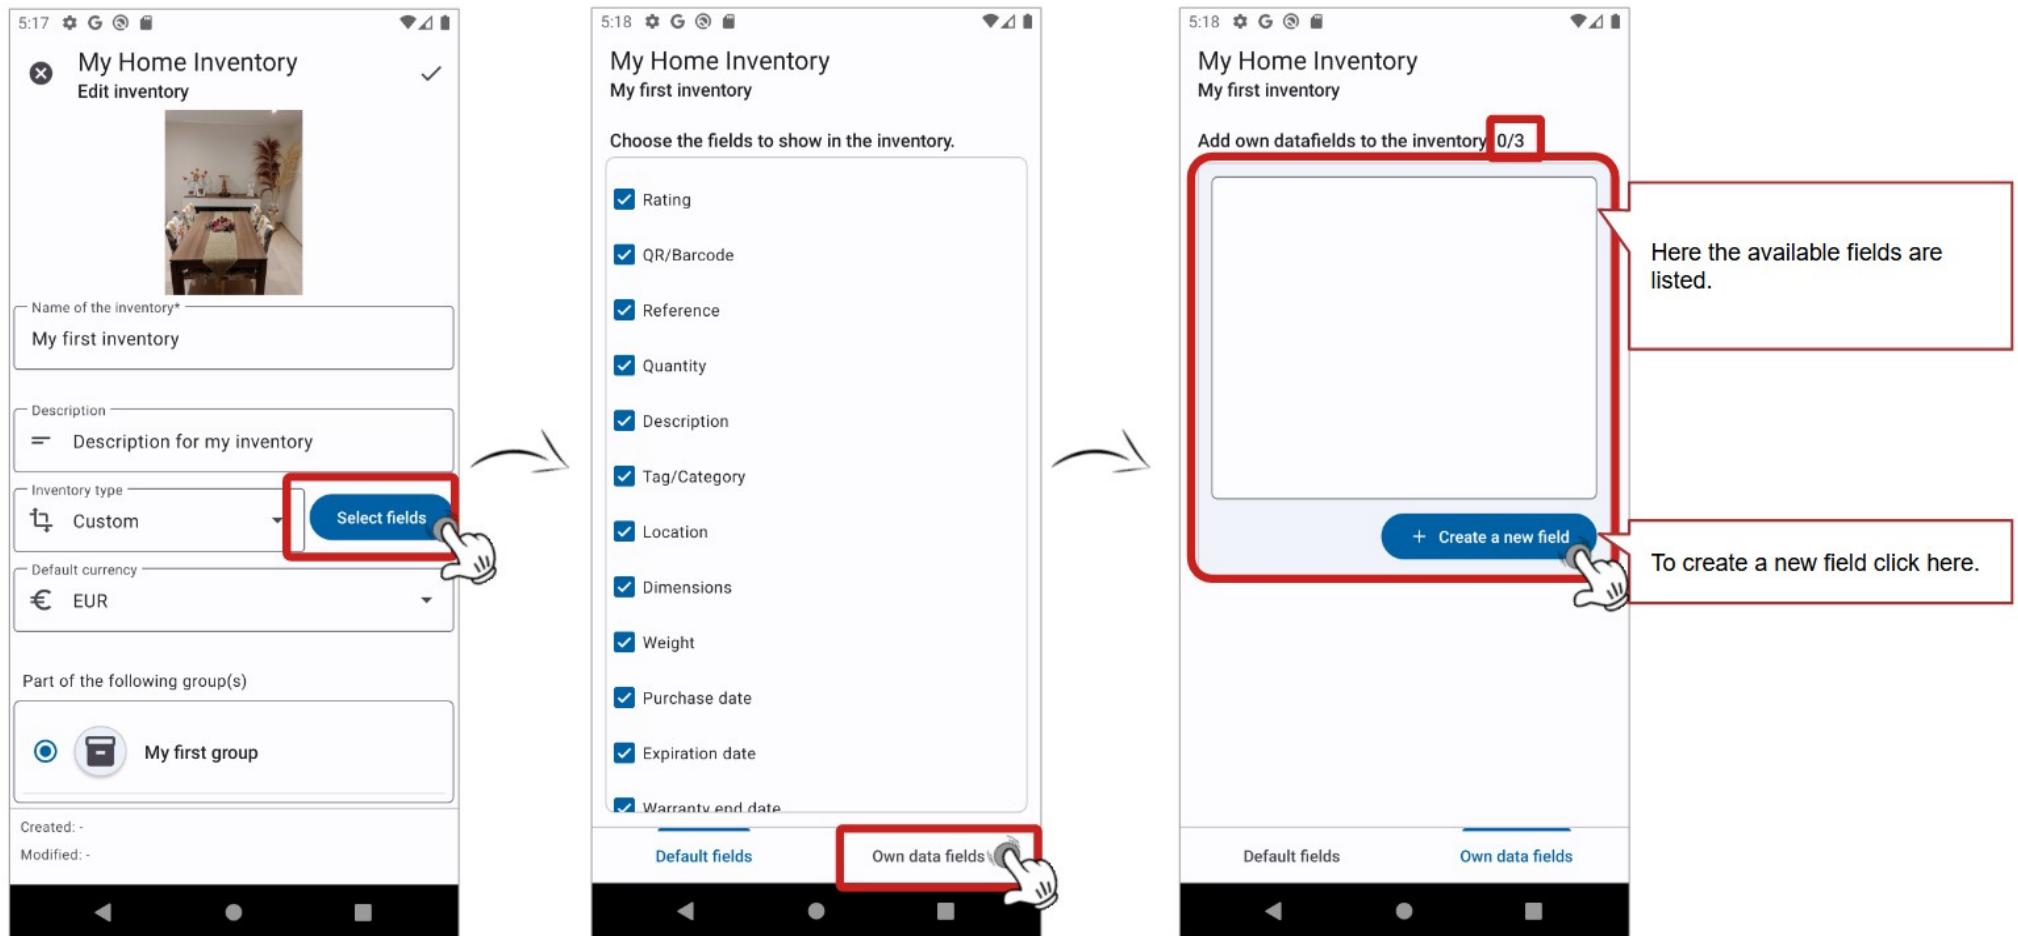 5:17
My Home Inventory
Edit inventory
Name of the inventory*
My first inventory
Description
Description for my inventory
Inventory type
Custom
Select fields
Default currency
€ EUR
Part of the following group(s)
My first group
Created: -
Modified: -
5:18
My Home Inventory
My first inventory
Choose the fields to show in the inventory.
Rating
QR/Barcode
Reference
Quantity
Description
Tag/Category
Location
Dimensions
Weight
Purchase date
Expiration date
Warranty end date
Default fields
Own data fields
5:18
My Home Inventory
My first inventory
Add own datafields to the inventory 0/3
+ Create a new field
Default fields
Own data fields
Here the available fields are
listed.
To create a new field click here.